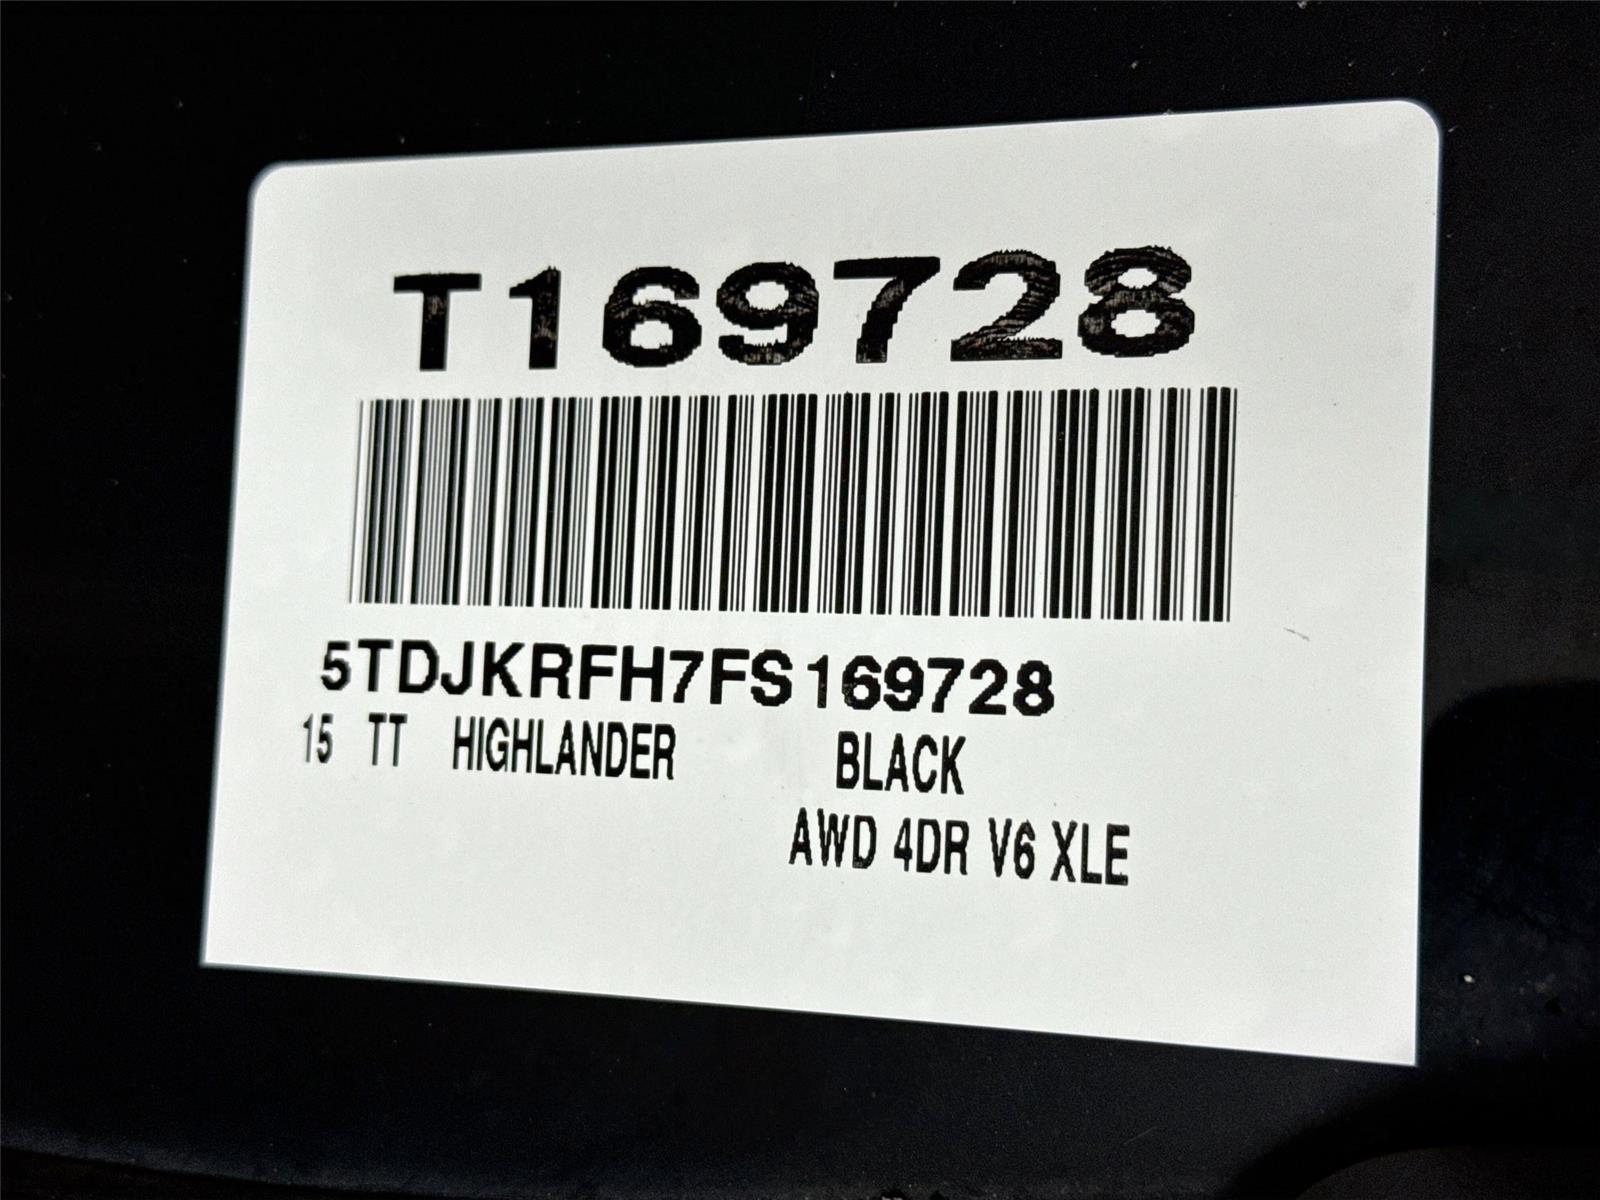 T169728
5TDJKRFH7FS169728
15 TT HIGHLANDER BLACK
AWD 4DR V6 XLE